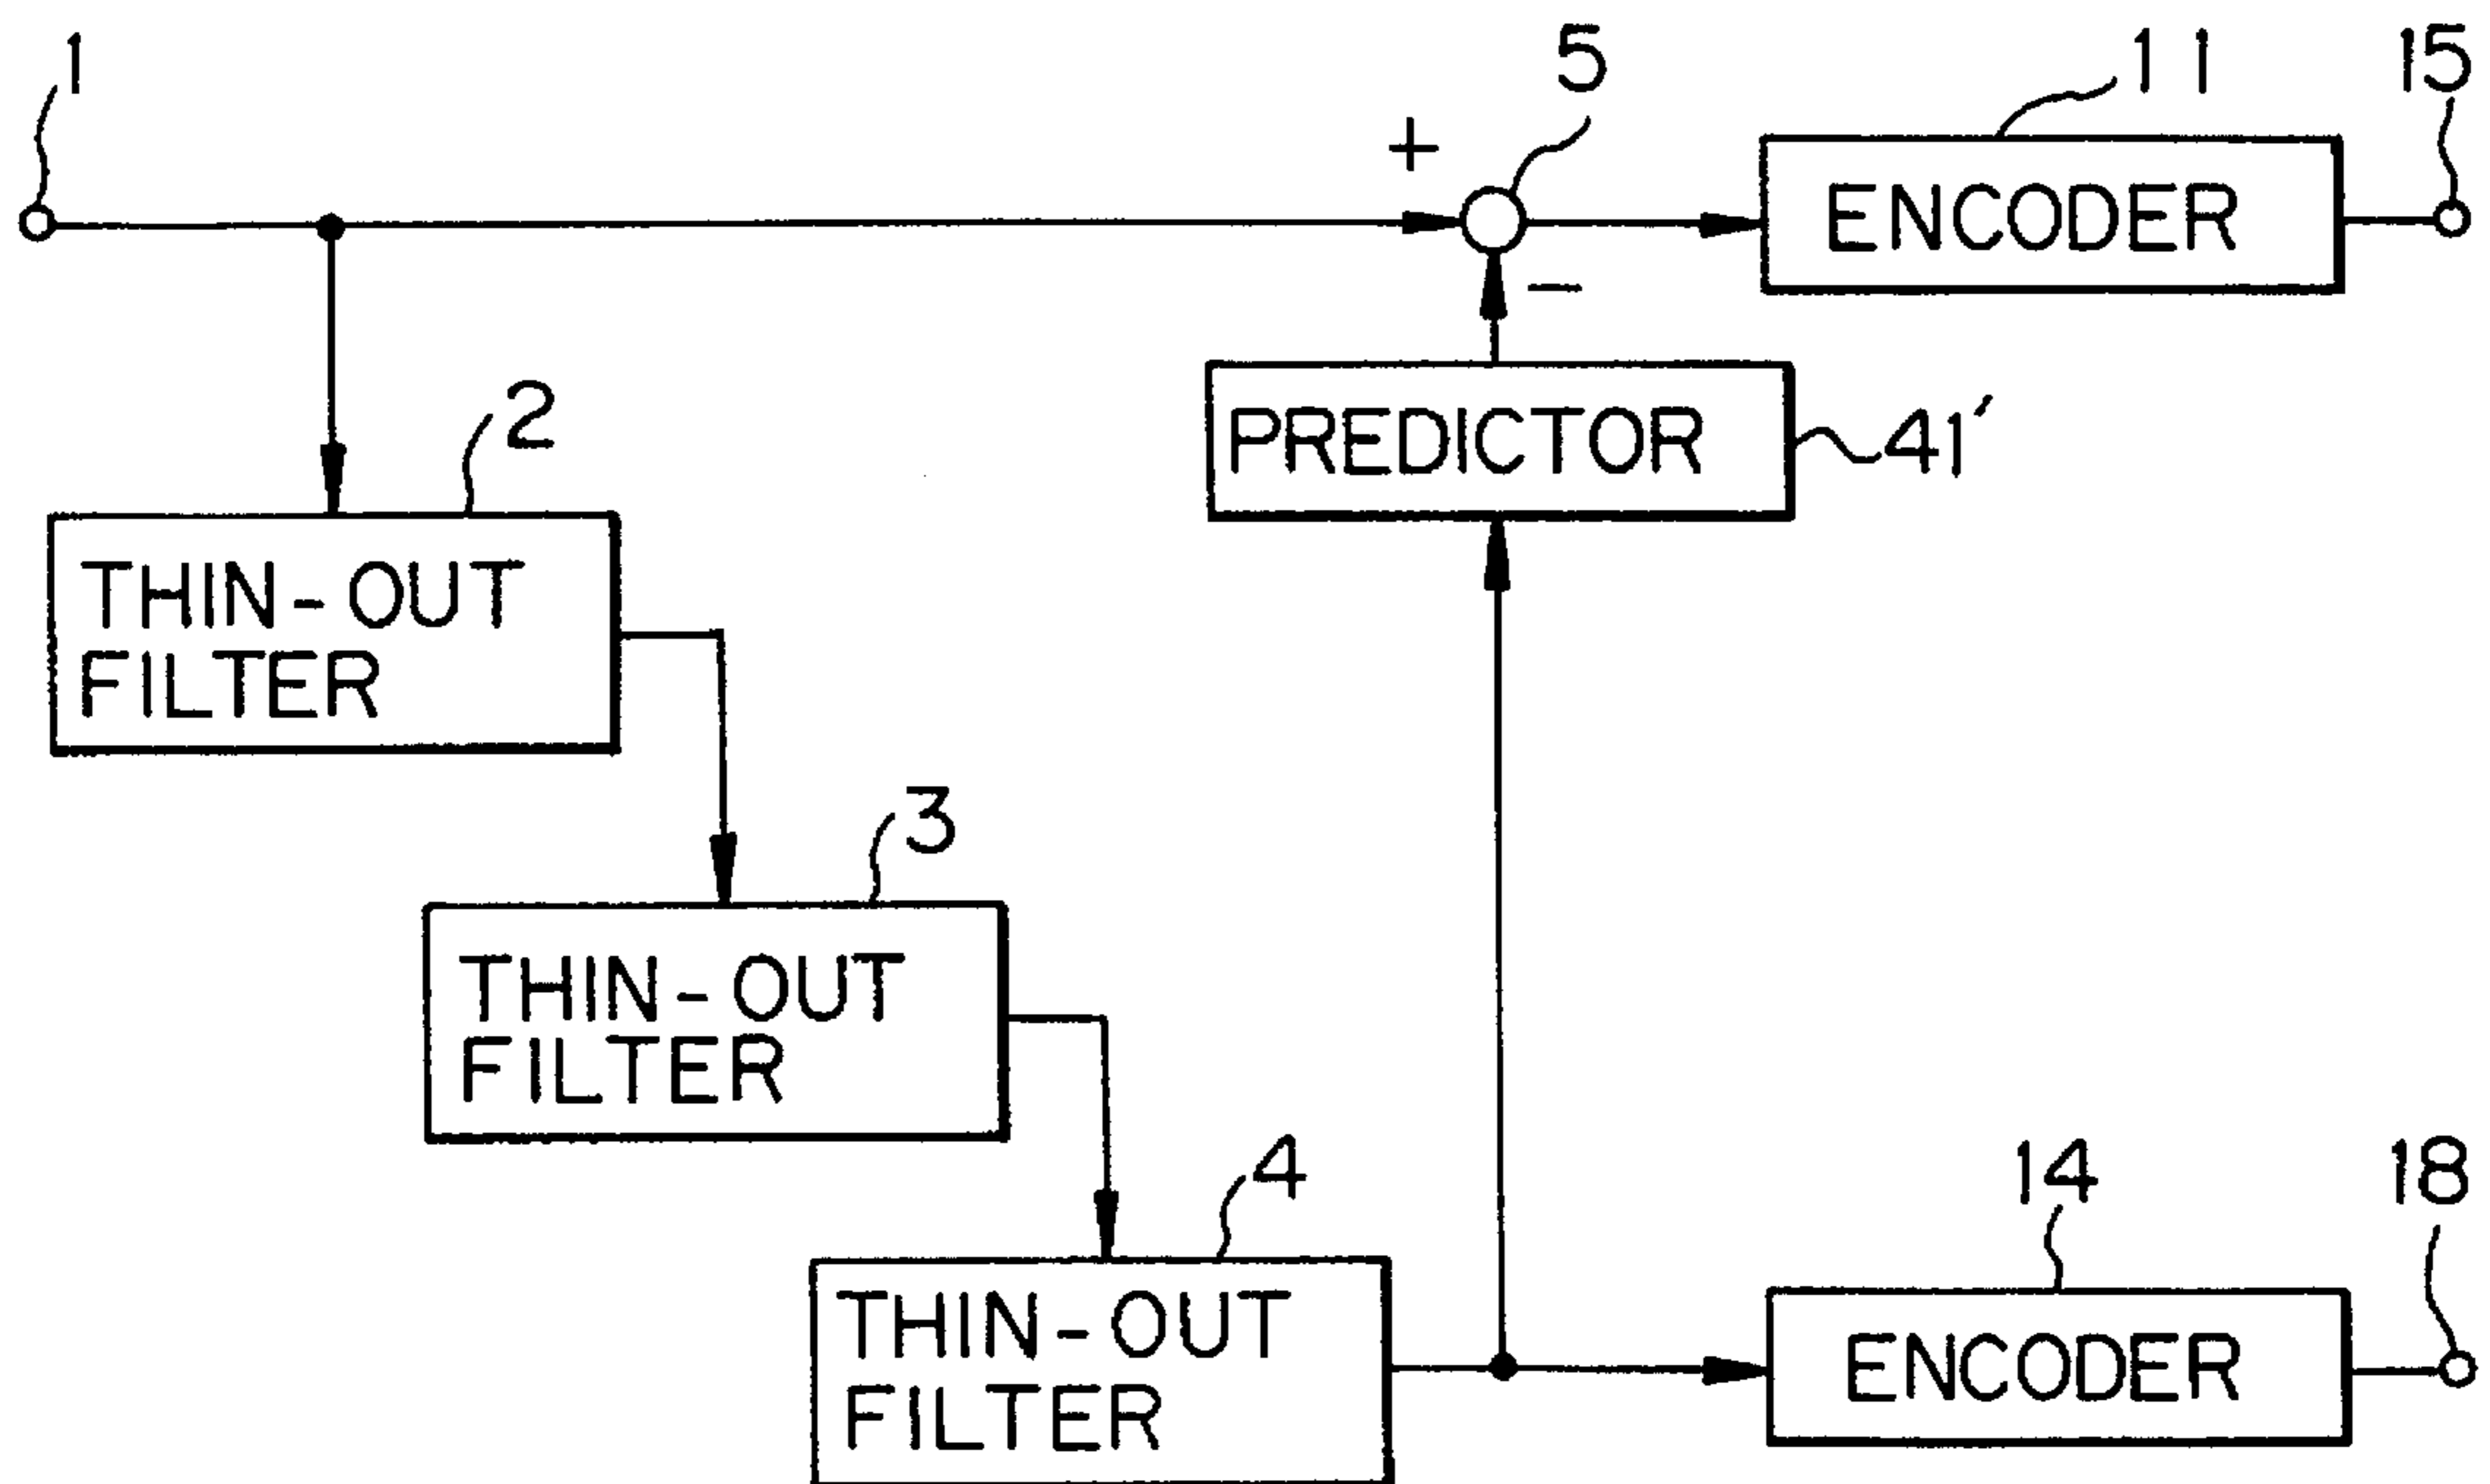 1
5
11
15
+
ENCODER
-
2
PREDICTOR
41'
THIN-OUT
FILTER
3
THIN-OUT
FILTER
4
14
18
THIN-OUT
FILTER
ENCODER